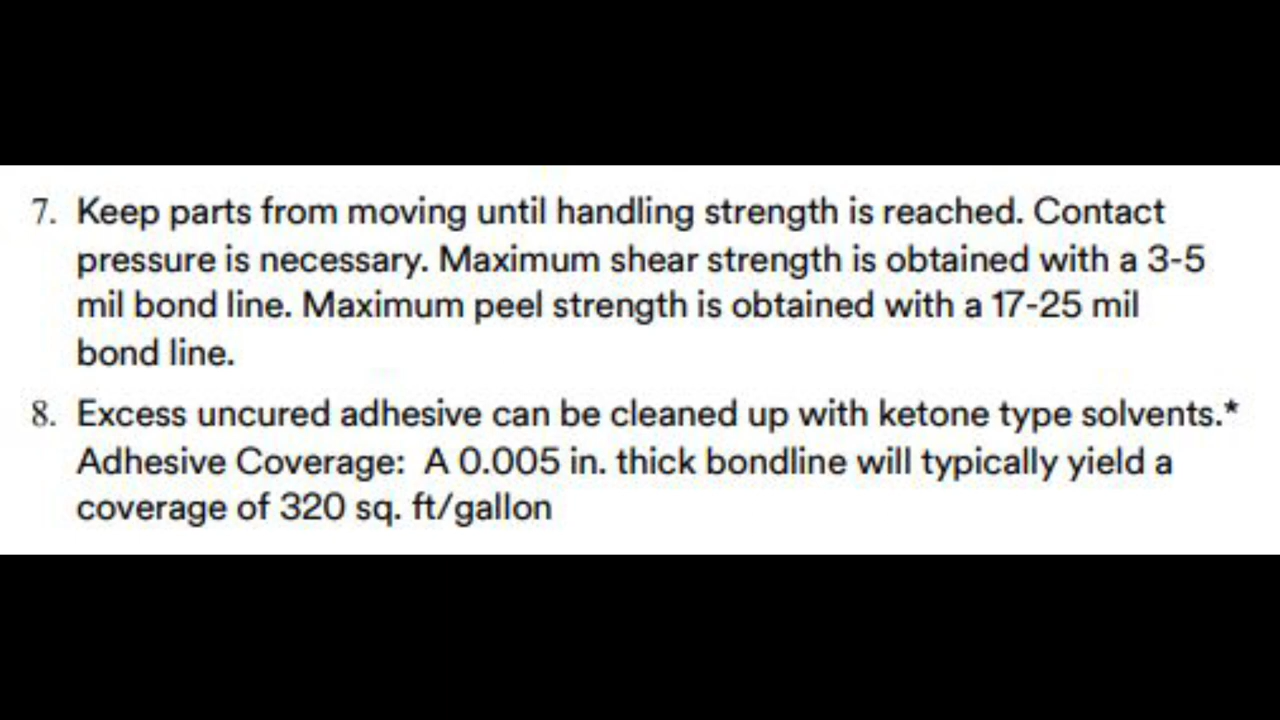 7. Keep parts from moving until handling strength is reached. Contact
pressure is necessary. Maximum shear strength is obtained with a 3-5
mil bond line. Maximum peel strength is obtained with a 17-25 mil
bond line.
8. Excess uncured adhesive can be cleaned up with ketone type solvents.*
Adhesive Coverage: A 0.005 in. thick bondline will typically yield a
coverage of 320 sq. ft/gallon